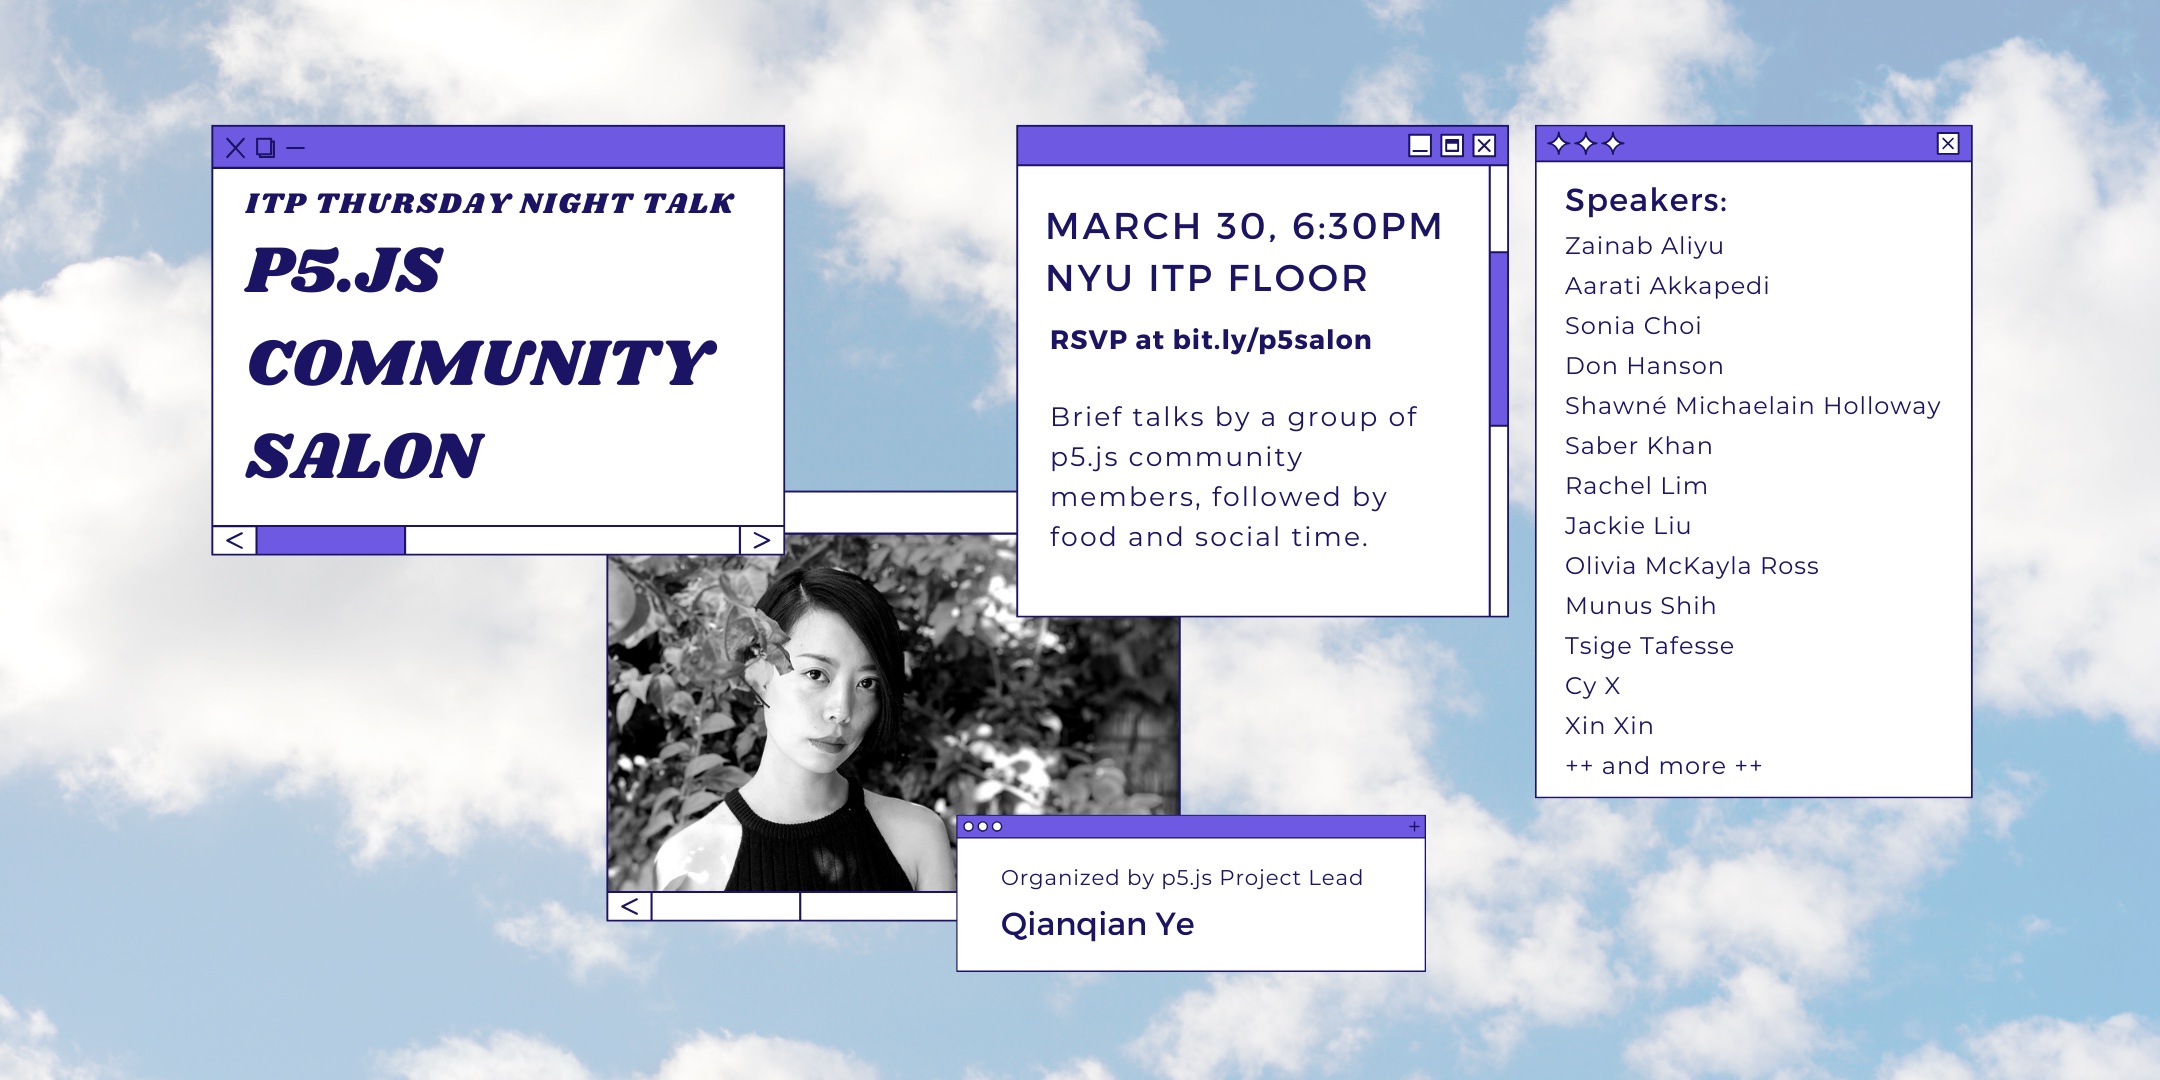 ITP THURSDAY NIGHT TALK
P5.JS
COMMUNITY
SALON
MARCH 30, 6:30PM
NYU ITP FLOOR
RSVP at bit.ly/p5salon
Brief talks by a group of
p5.js community
members, followed by
food and social time.
Speakers:
Zainab Aliyu
Aarati Akkapedi
Sonia Choi
Don Hanson
Shawné Michaelain Holloway
Saber Khan
Rachel Lim
Jackie Liu
Olivia McKayla Ross
Munus Shih
Tsige Tafesse
Cy X
Xin Xin
++ and more ++
Organized by p5.js Project Lead
Qianqian Ye